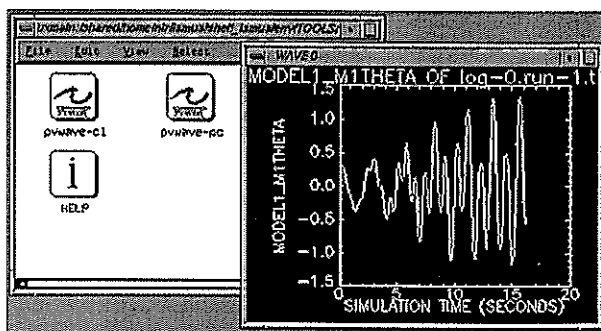 File Edit View Select
pvwave-cl pvwave-pc
HELP
WAVE0
MODEL1_M1THETA OF log-0.run-1.t
MODEL1_M1THETA
1.5
1.0
0.5
0.0
-0.5
-1.0
-1.5
0 5 10 15 20
SIMULATION TIME (SECONDS)